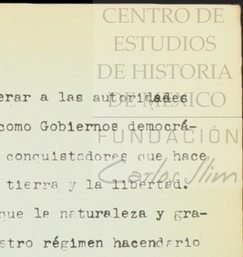 CENTRO DE
ESTUDIOS
DE HISTORIA
DE MÉXICO
FUNDACIÓN
Carlos Slim
erar a las autoridades
como Gobiernos democrá-
conquistadores que hace
tierra y la libertad.
que la naturaleza y gra-
stro régimen hacendario